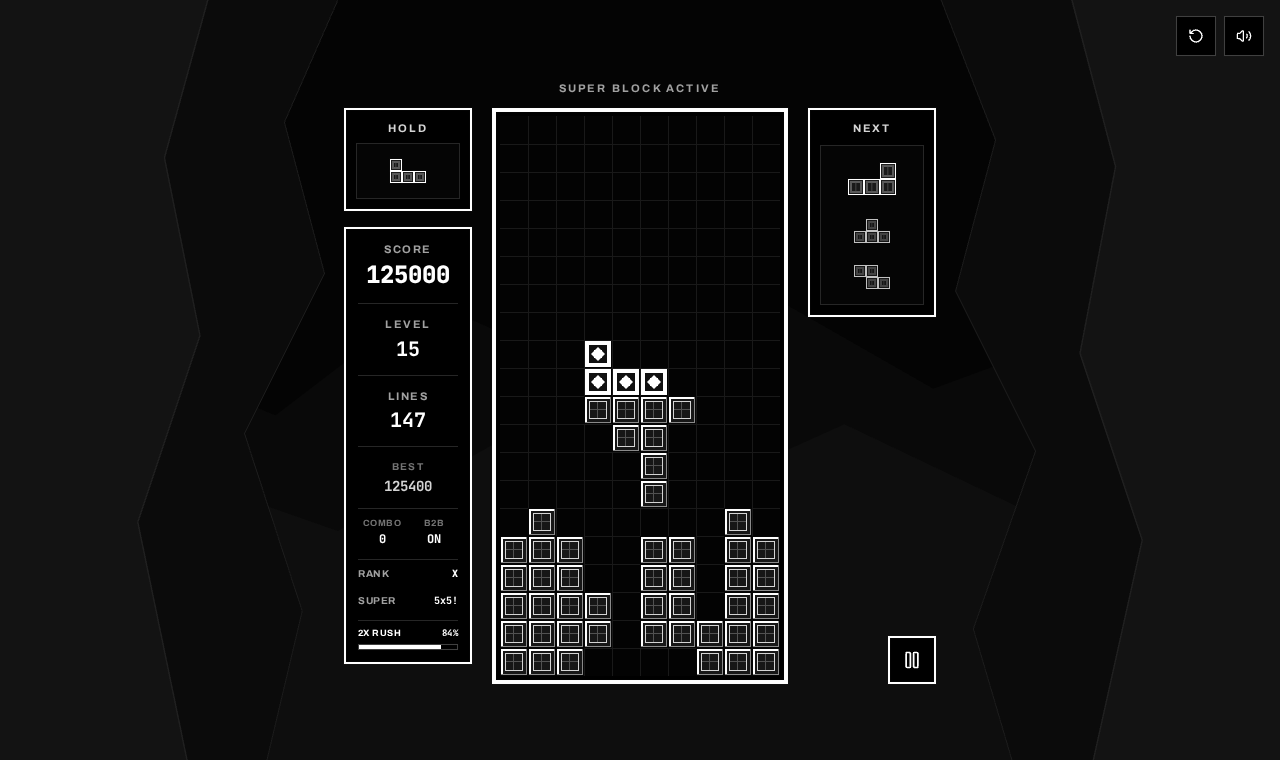 SUPER BLOCK ACTIVE
HOLD
NEXT
SCORE
125000
LEVEL
15
LINES
147
BEST
125400
COMBO B2B
0 ON
RANK X
SUPER 5x5!
2X RUSH 84%